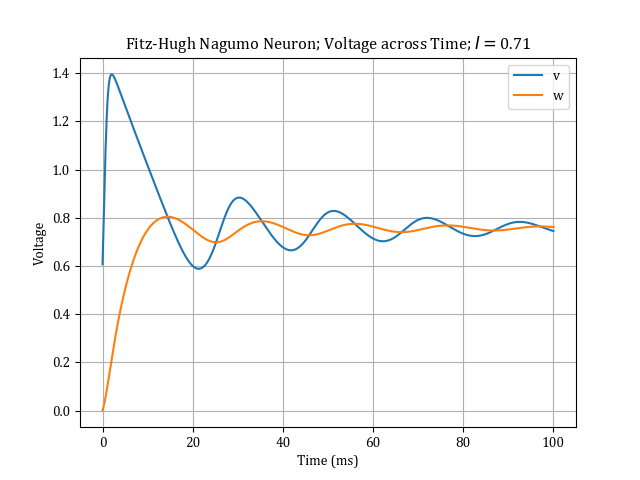 Fitz-Hugh Nagumo Neuron; Voltage across Time; I = 0.71
v
w
1.4
1.2
1.0
0.8
0.6
0.4
0.2
0.0
Voltage
0 20 40 60 80 100
Time (ms)